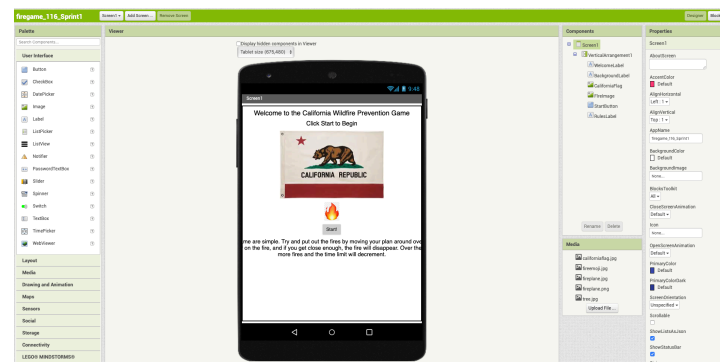 firegame_116_Sprint1
Screen1
Add Screen ...
Remove Screen
Designer
Palette
Viewer
Components
Properties
Search Components...
User Interface
Button
CheckBox
DatePicker
Image
Label
ListPicker
ListView
Notifier
PasswordTextBox
Slider
Spinner
Switch
TextBox
TimePicker
WebViewer
Layout
Media
Drawing and Animation
Maps
Sensors
Social
Storage
Connectivity
LEGO® MINDSTORMS®
Display hidden components in Viewer
Tablet size (675,480)
9:48
Screen1
Welcome to the California Wildfire Prevention Game
Click Start to Begin
CALIFORNIA REPUBLIC
Start!
me are simple. Try and put out the fires by moving your plan around ove
on the fire, and if you get close enough, the fire will disappear. Over the
more fires and the time limit will decrement.
Screen1
VerticalArrangement1
WelcomeLabel
BackgroundLabel
CaliforniaFlag
FireImage
StartButton
RulesLabel
Rename
Delete
Media
californiaflag.jpg
fireemoji.jpg
fireplane.jpg
fireplane.png
tree.jpg
Upload File ...
Screen1
AboutScreen
AccentColor
Default
AlignHorizontal
Left : 1
AlignVertical
Top : 1
AppName
firegame_116_Sprint1
BackgroundColor
Default
BackgroundImage
None...
BlocksToolkit
All
CloseScreenAnimation
Default
Icon
None...
OpenScreenAnimation
Default
PrimaryColor
Default
PrimaryColorDark
Default
ScreenOrientation
Unspecified
Scrollable
ShowListsAsJson
ShowStatusBar